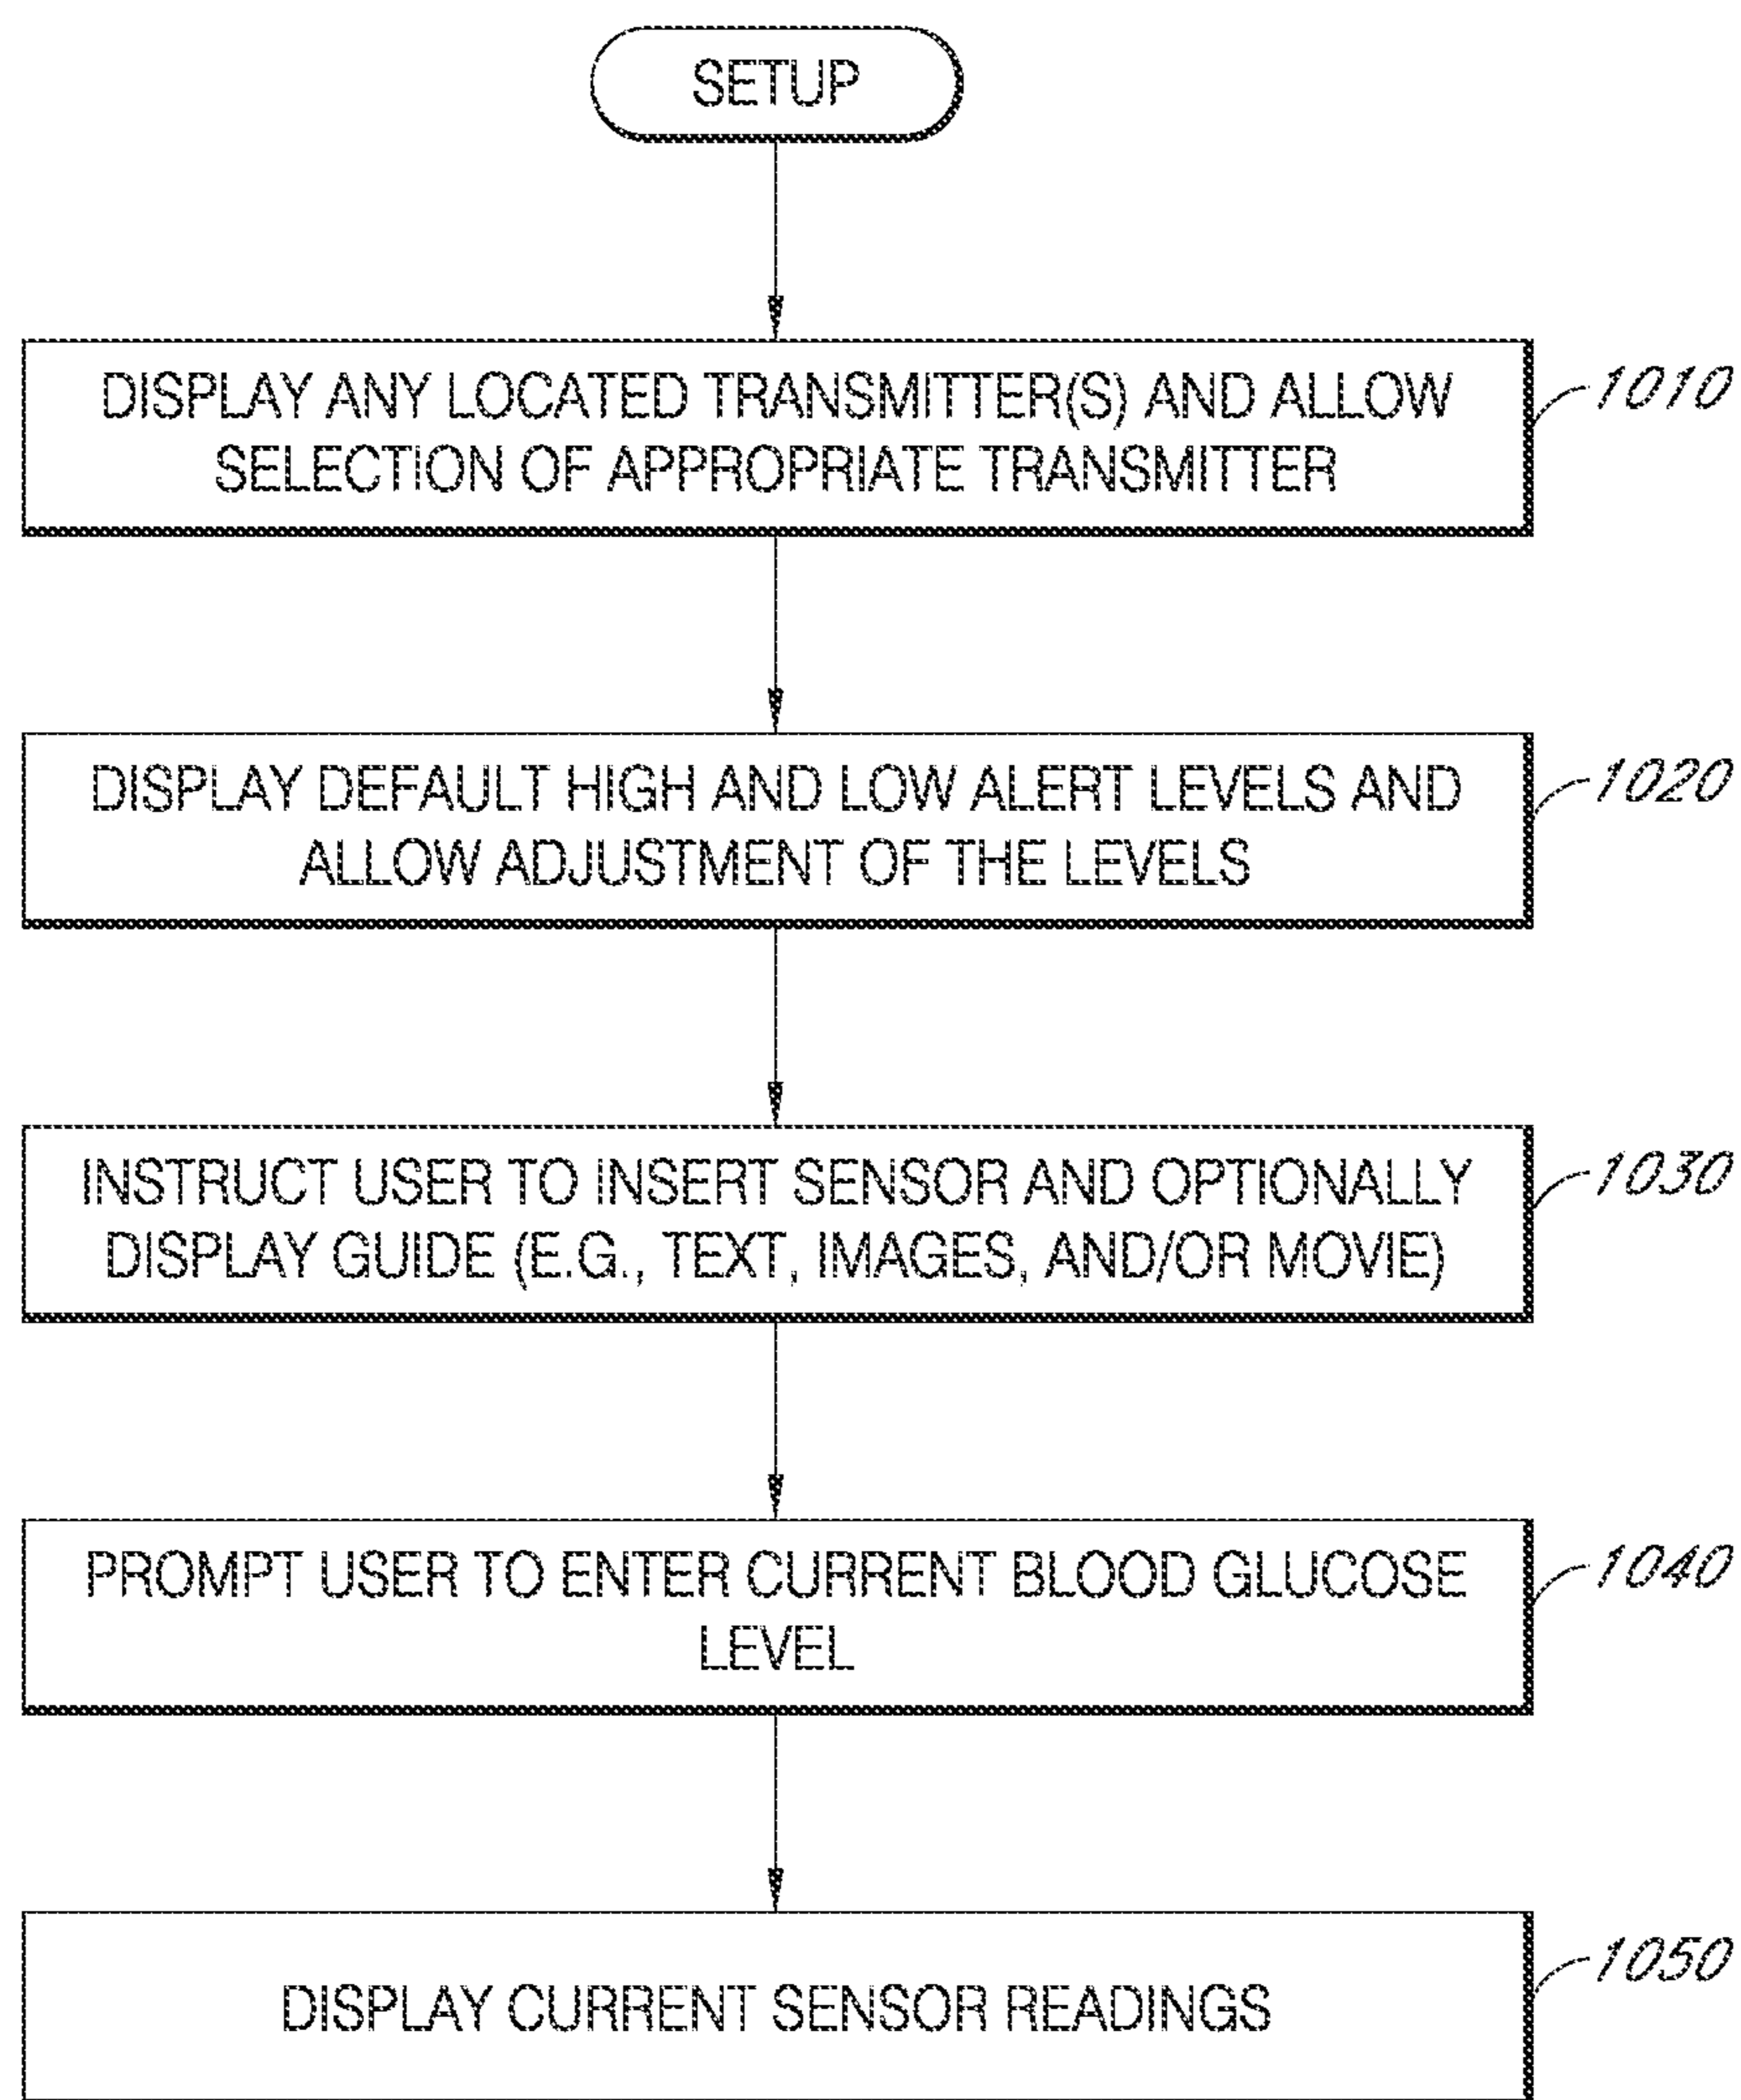 SETUP
DISPLAY ANY LOCATED TRANSMITTER(S) AND ALLOW
SELECTION OF APPROPRIATE TRANSMITTER
1010
DISPLAY DEFAULT HIGH AND LOW ALERT LEVELS AND
ALLOW ADJUSTMENT OF THE LEVELS
1020
INSTRUCT USER TO INSERT SENSOR AND OPTIONALLY
DISPLAY GUIDE (E.G., TEXT, IMAGES, AND/OR MOVIE)
1030
PROMPT USER TO ENTER CURRENT BLOOD GLUCOSE
LEVEL
1040
DISPLAY CURRENT SENSOR READINGS
1050